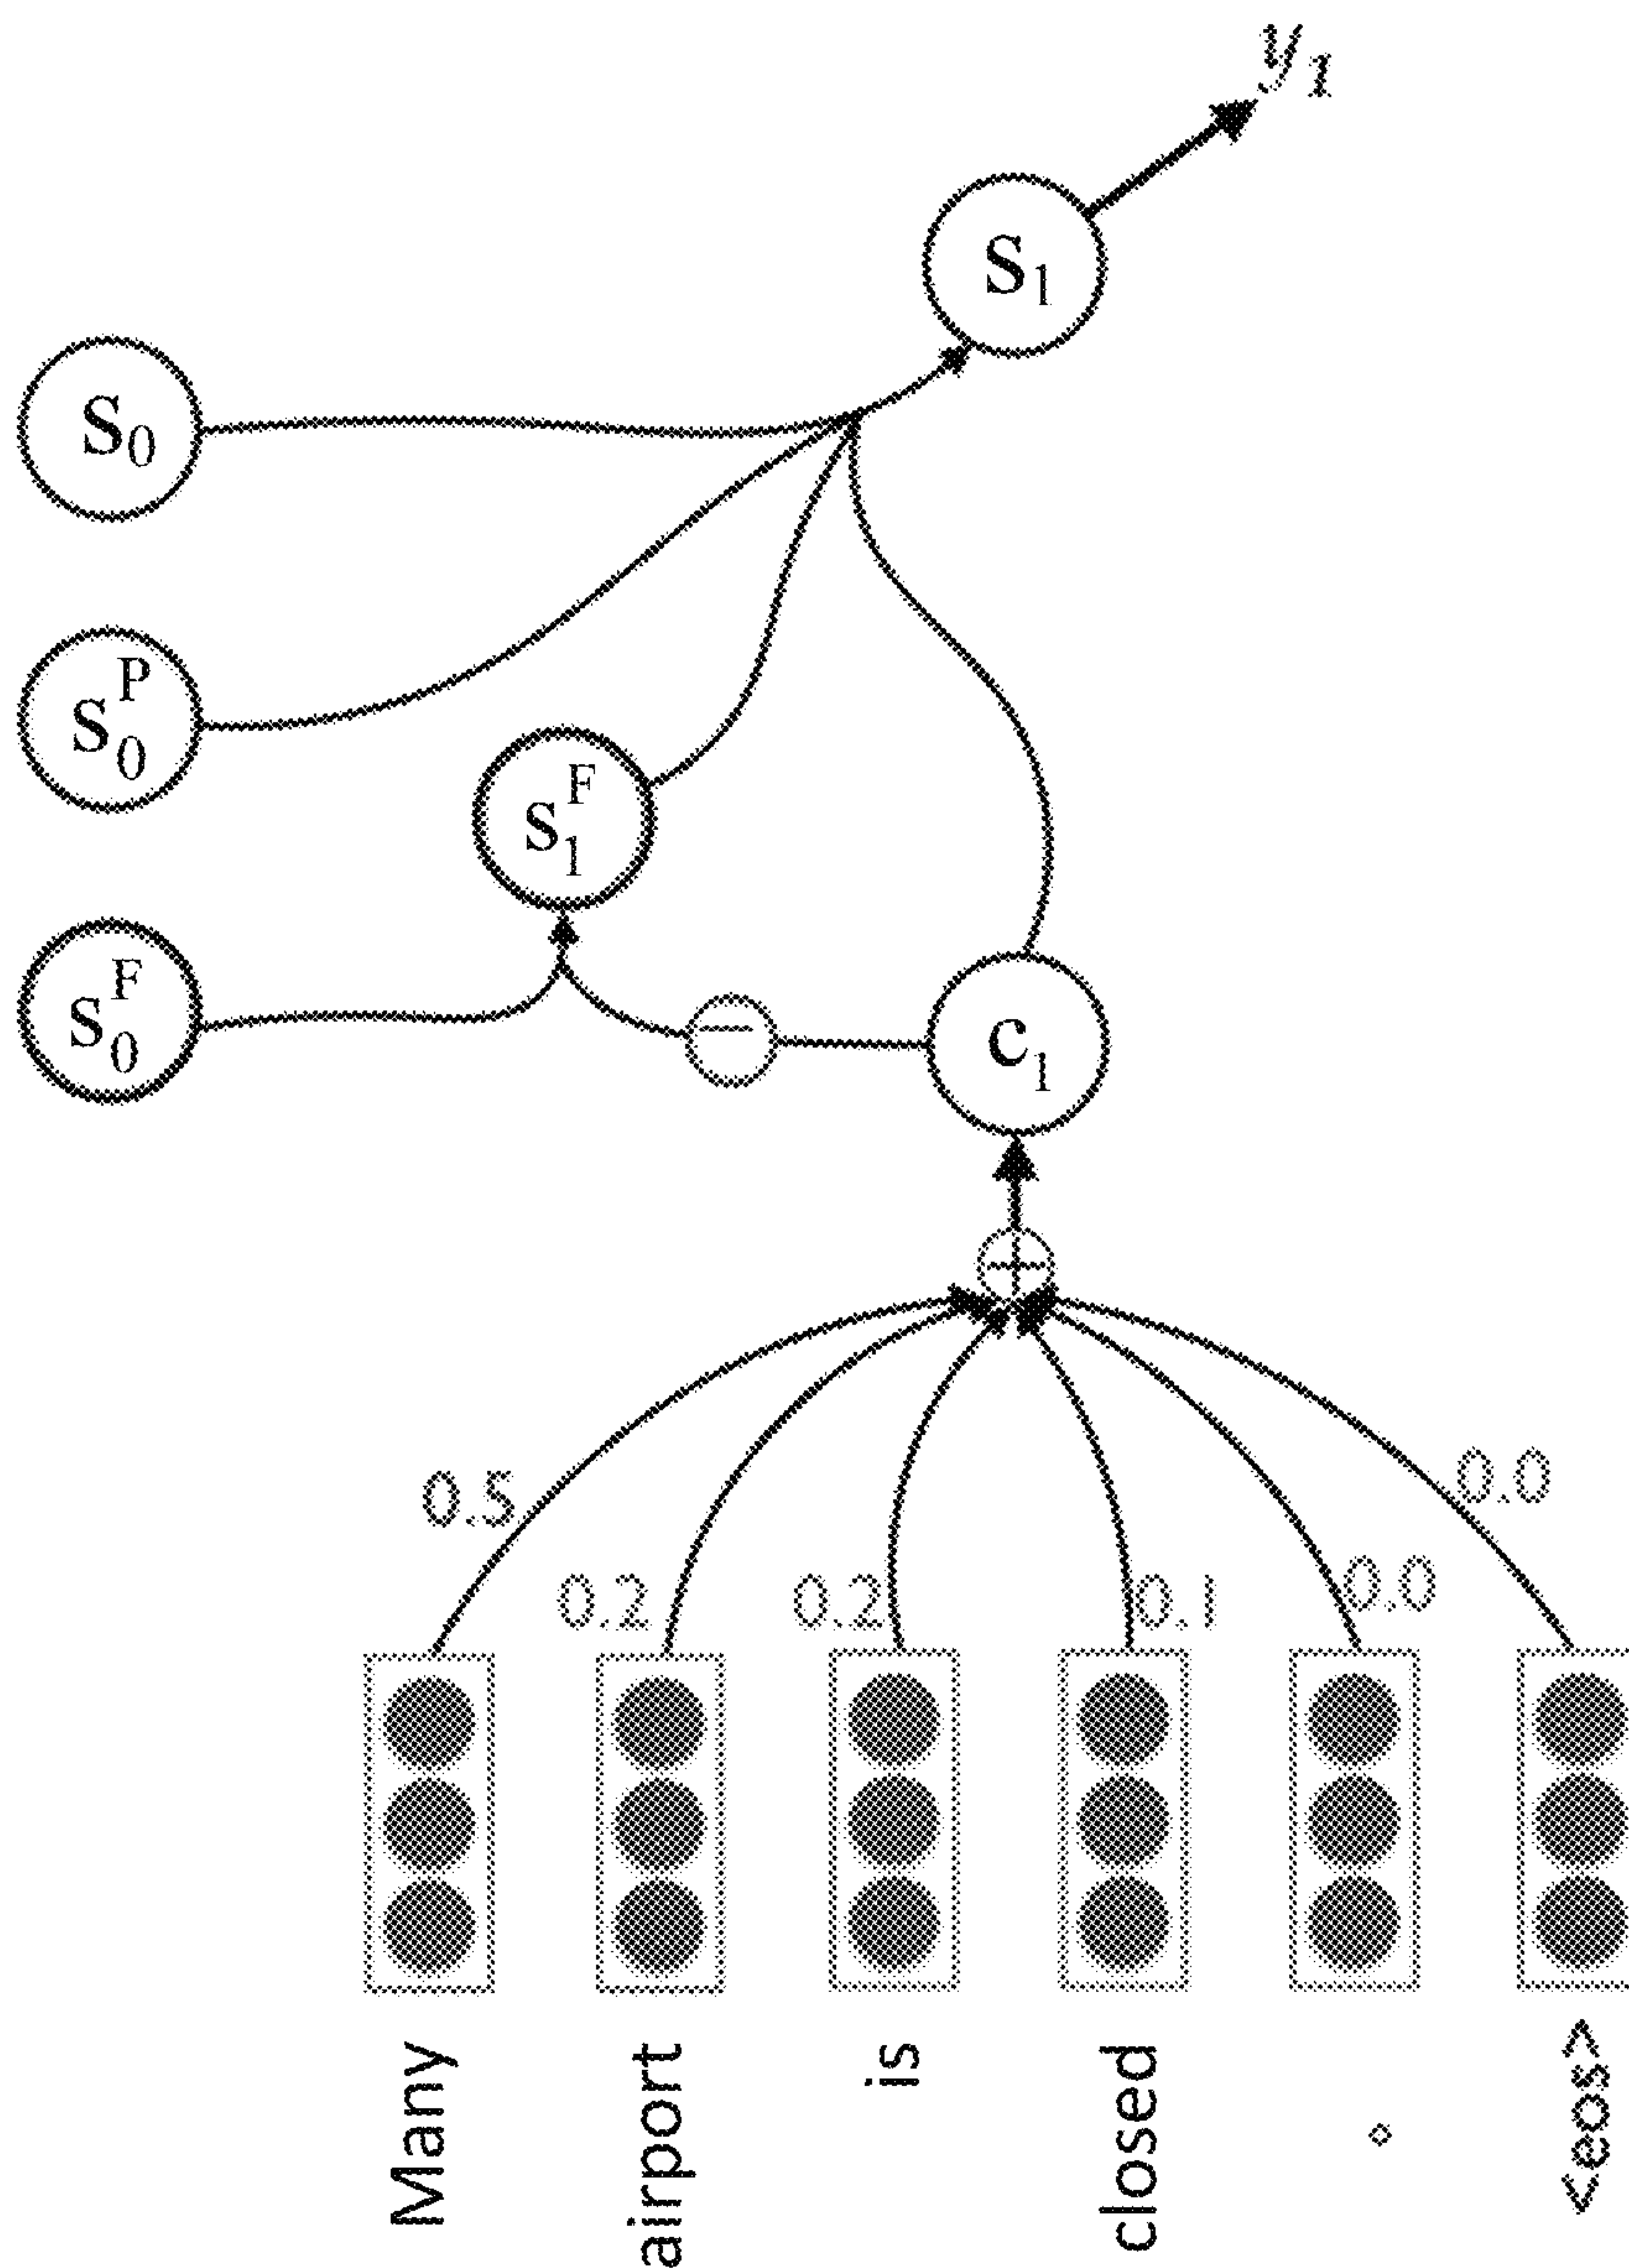 y₁
S₁
S₀
S₀ᴾ
S₁ꟳ
S₀ꟳ
−
C₁
+
0.5
0.2
0.2
0.1
0.0
0.0
Many
airport
is
closed
。
<eos>